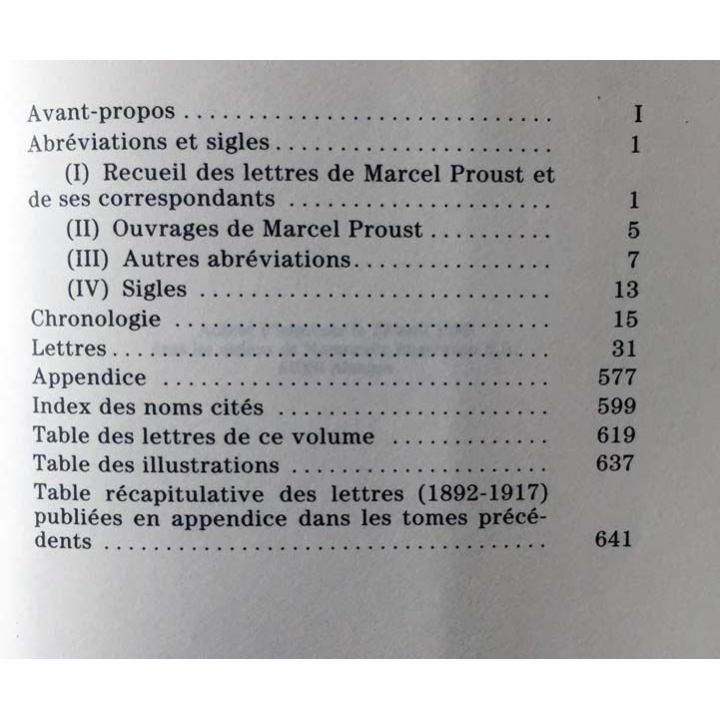 Avant-propos ............................. I
Abréviations et sigles ...................... 1
(I) Recueil des lettres de Marcel Proust et
de ses correspondants ..................... 1
(II) Ouvrages de Marcel Proust .......... 5
(III) Autres abréviations ................ 7
(IV) Sigles ............................ 13
Chronologie .............................. 15
Lettres ................................... 31
Appendice ............................... 577
Index des noms cités ...................... 599
Table des lettres de ce volume ............. 619
Table des illustrations ..................... 637
Table récapitulative des lettres (1892-1917)
publiées en appendice dans les tomes précé-
dents ................................... 641